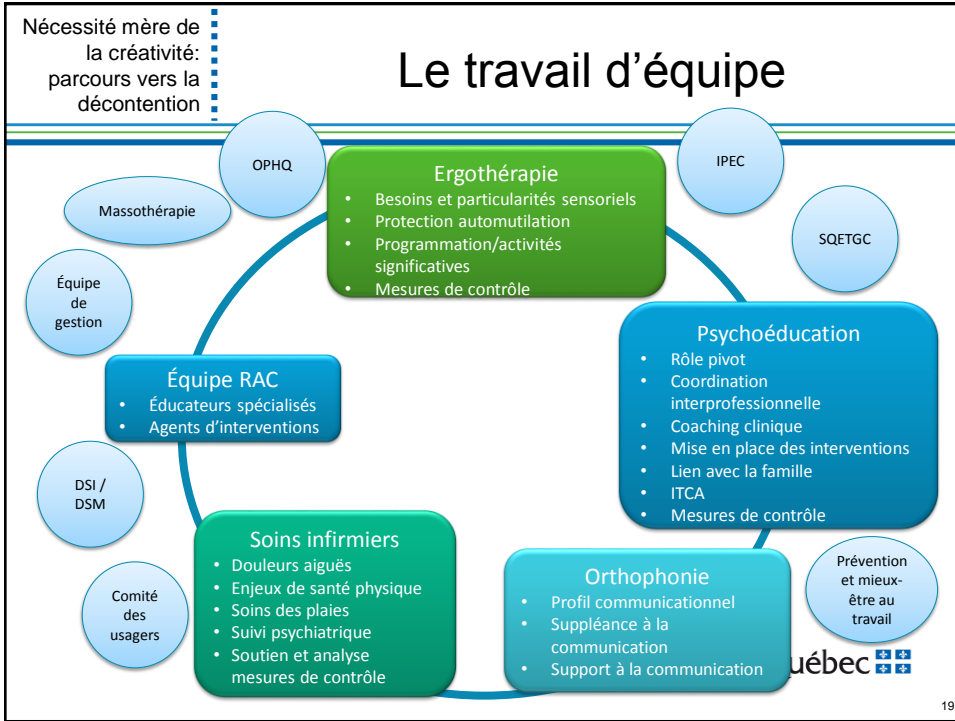 Nécessité mère de
la créativité:
parcours vers la
décontention
Le travail d’équipe
OPHQ
IPEC
Massothérapie
SQETGC
Équipe
de
gestion
Ergothérapie
• Besoins et particularités sensoriels
• Protection automutilation
• Programmation/activités
significatives
• Mesures de contrôle
Psychoéducation
• Rôle pivot
• Coordination
interprofessionnelle
• Coaching clinique
• Mise en place des interventions
• Lien avec la famille
• ITCA
• Mesures de contrôle
Équipe RAC
• Éducateurs spécialisés
• Agents d’interventions
DSI /
DSM
Soins infirmiers
• Douleurs aiguës
• Enjeux de santé physique
• Soins des plaies
• Suivi psychiatrique
• Soutien et analyse
mesures de contrôle
Orthophonie
• Profil communicationnel
• Suppléance à la
communication
• Support à la communication
Prévention
et mieux-
être au
travail
Comité
des
usagers
uébec
19